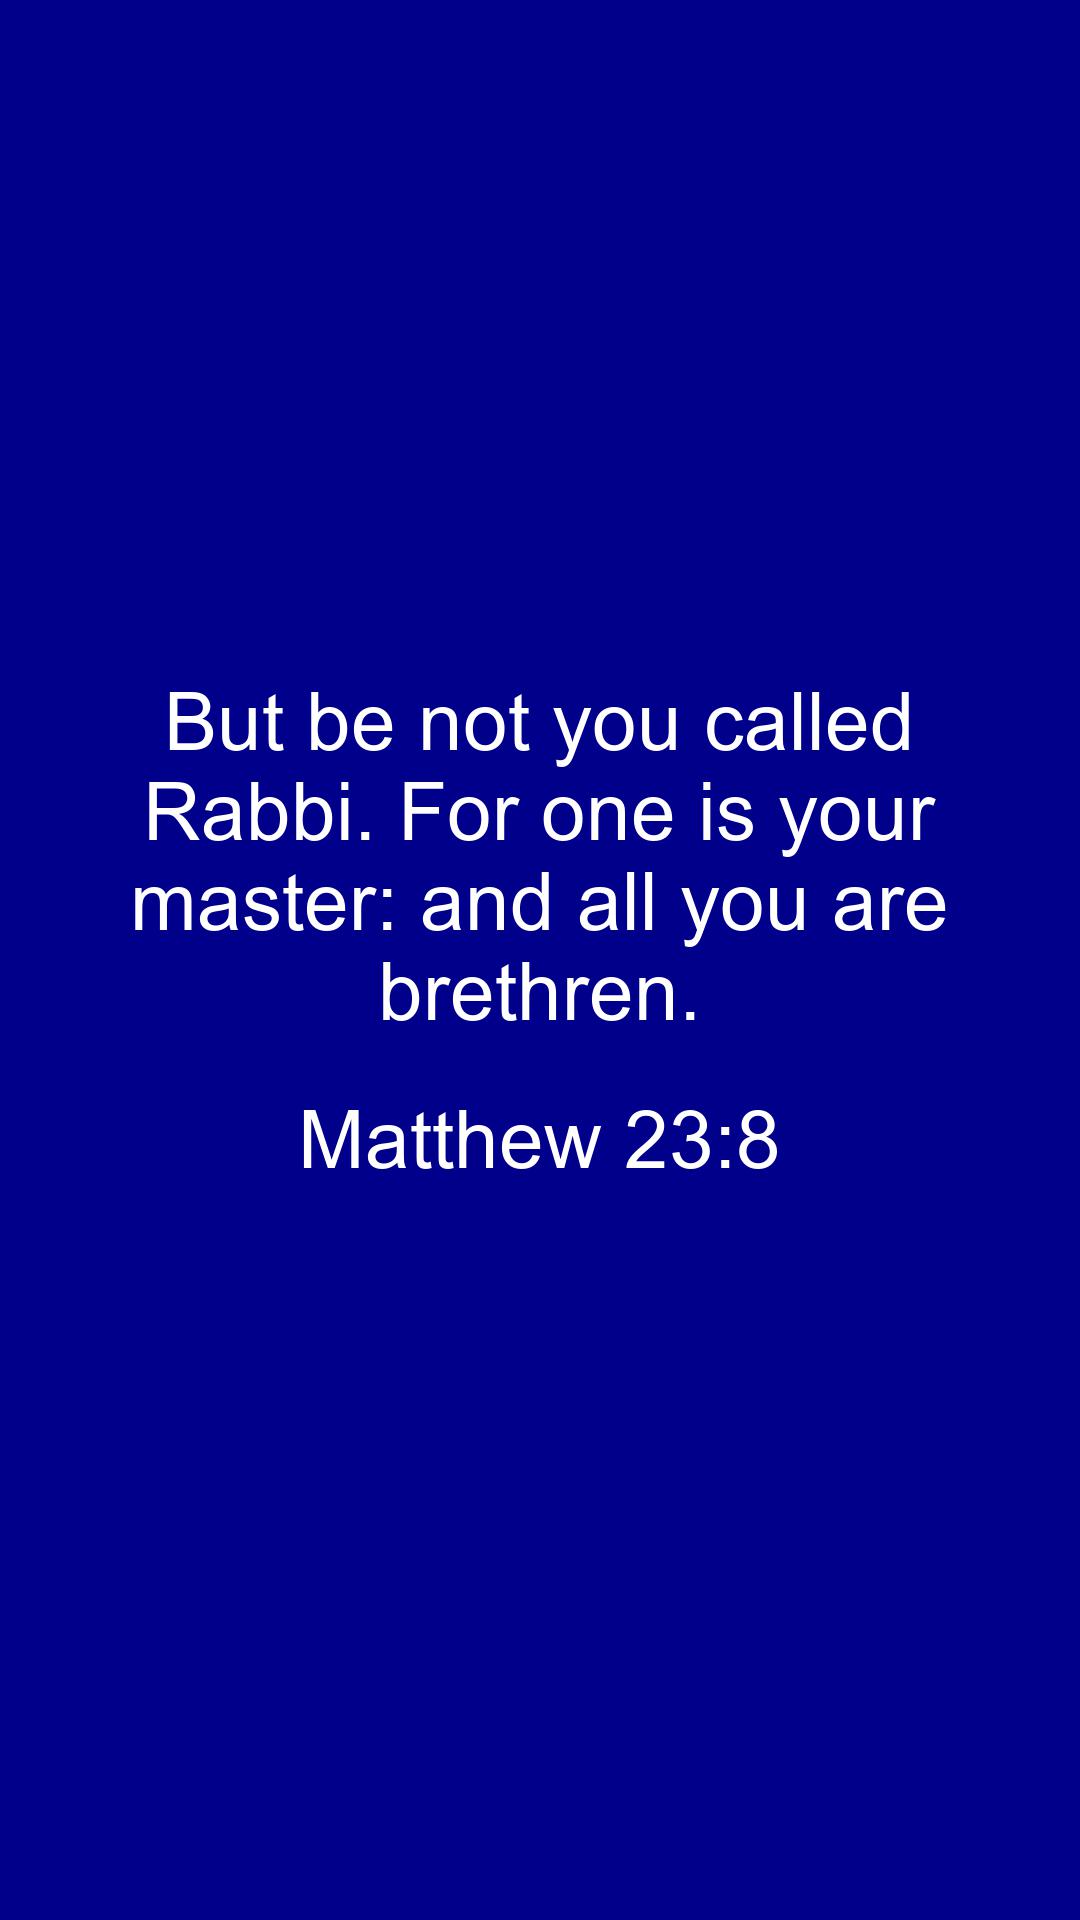 But be not you called
Rabbi. For one is your
master: and all you are
brethren.
Matthew 23:8